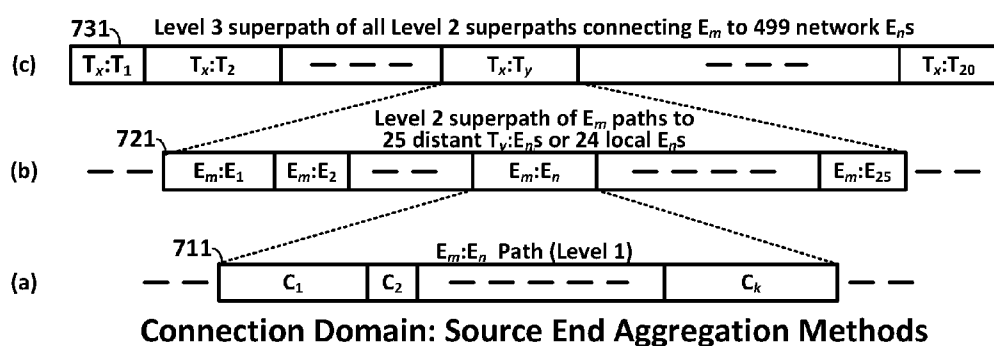 731 Level 3 superpath of all Level 2 superpaths connecting Em to 499 network Ens
(c) Tx:T1 Tx:T2 Tx:Ty Tx:T20
Level 2 superpath of Em paths to
721 25 distant Ty:Ens or 24 local Ens
(b) Em:E1 Em:E2 Em:En Em:E25
711 Em:En Path (Level 1)
(a) C1 C2 Ck
Connection Domain: Source End Aggregation Methods